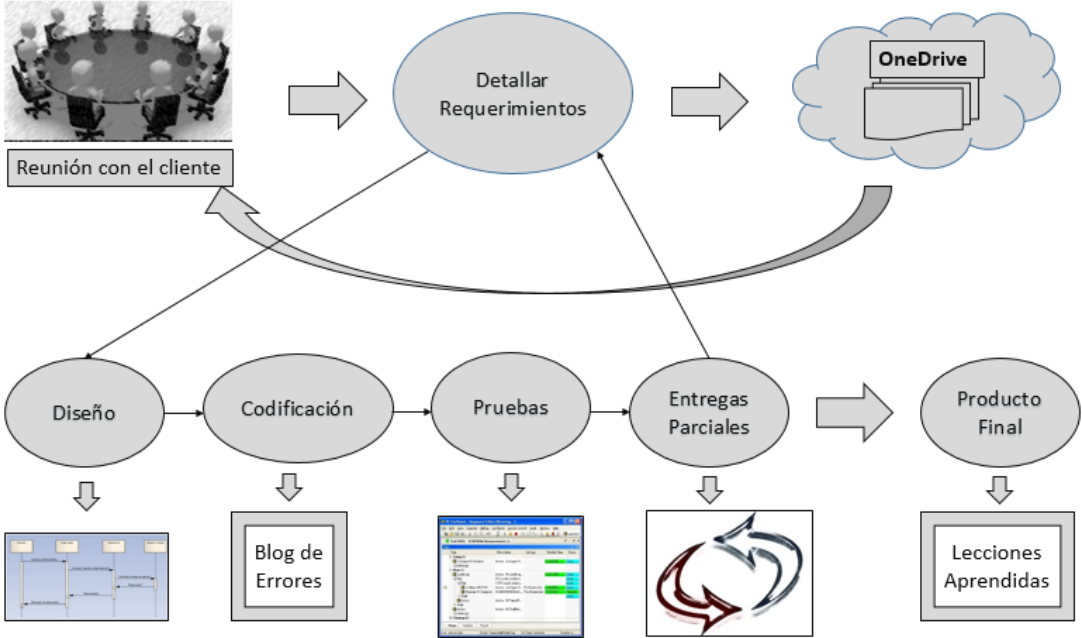 Detallar
Requerimientos
OneDrive
Reunión con el cliente
Diseño
Codificación
Pruebas
Entregas
Parciales
Producto
Final
Blog de
Errores
Lecciones
Aprendidas